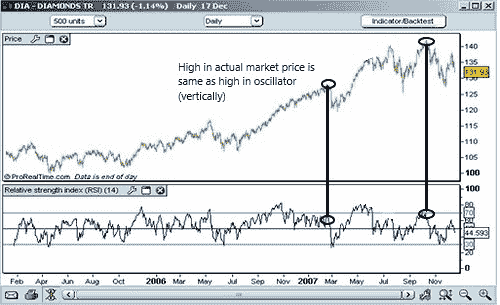 DIA - DIAMONDS TR 131.93 (-1.14%) Daily 17 Dec
500 units Daily Indicator/Backtest
Price
High in actual market price is
same as high in oscillator
(vertically)
140
135
131.93
125
120
115
110
105
100
© ProRealTime.com Data is end of day
Relative strength index (RSI) (14)
100
70
50
44.593
30
0
Feb Apr Jun Aug Oct 2006 Mar May Jul Sep Oct 2007 Mar May Jul Sep Nov